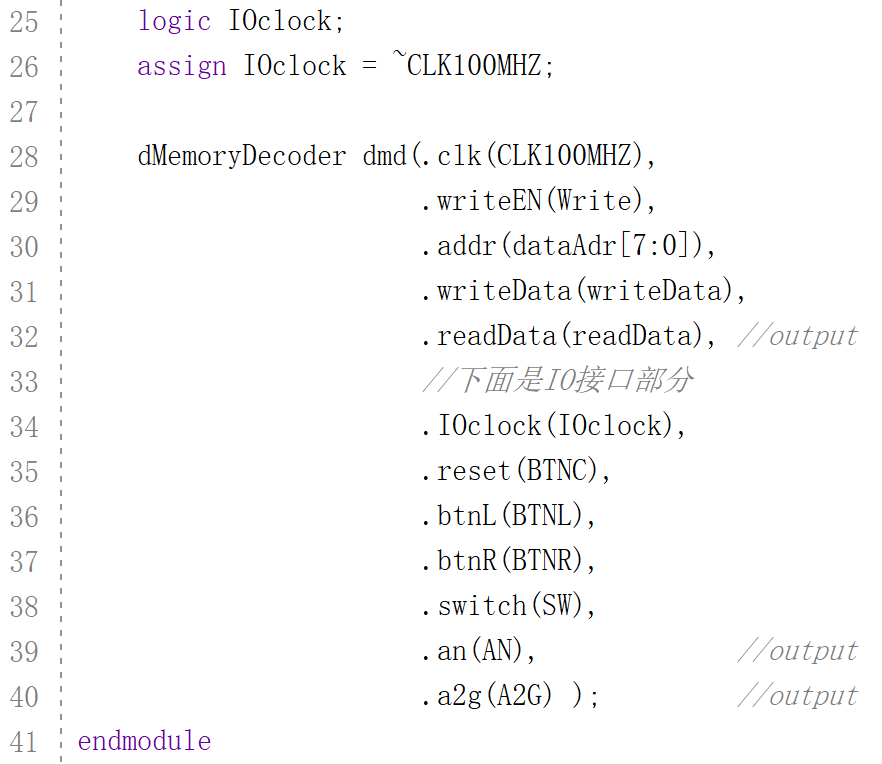 25 logic IOclock;
26 assign IOclock = ~CLK100MHZ;
27
28 dMemoryDecoder dmd(.clk(CLK100MHZ),
29 .writeEN(Write),
30 .addr(dataAdr[7:0]),
31 .writeData(writeData),
32 .readData(readData), //output
33 //下面是IO接口部分
34 .IOclock(IOclock),
35 .reset(BTNC),
36 .btnL(BTNL),
37 .btnR(BTNR),
38 .switch(SW),
39 .an(AN), //output
40 .a2g(A2G) ); //output
41 endmodule